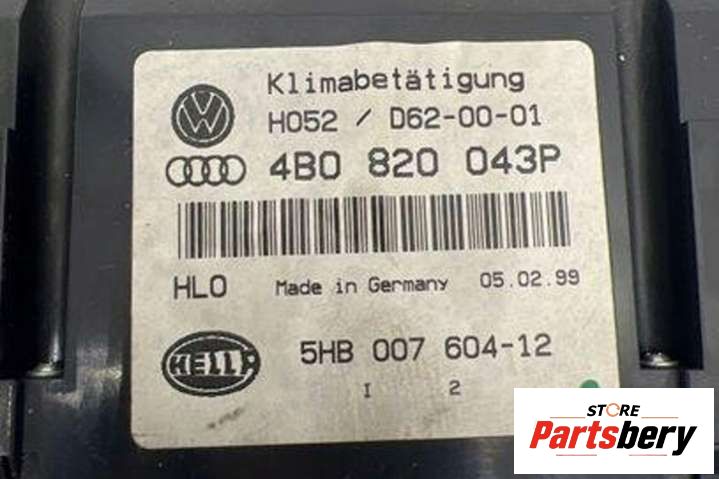 Klimabetätigung
H052 / D62-00-01
4B0 820 043P
HLO Made in Germany 05.02.99
HELLA 5HB 007 604-12
I 2
STORE
Partsbery